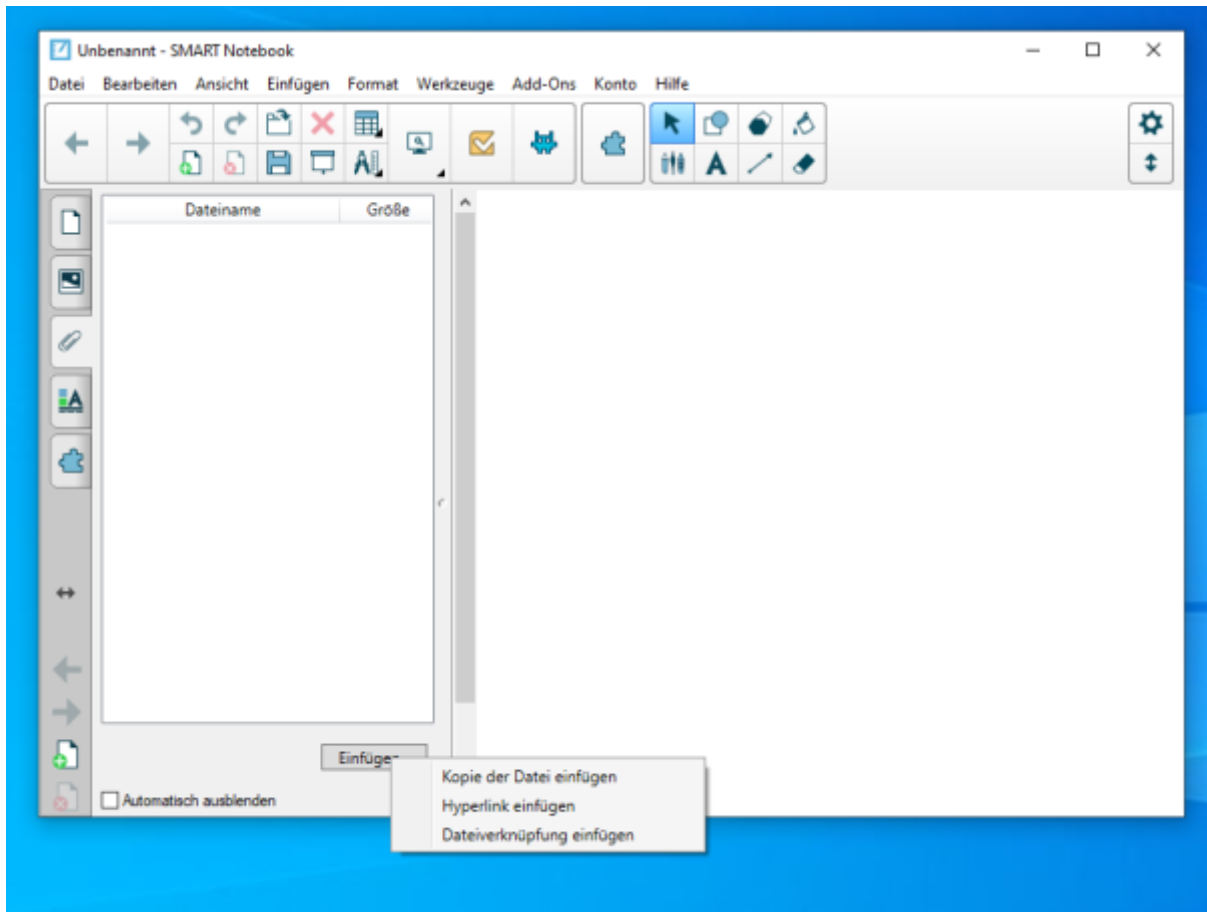 Unbenannt - SMART Notebook
Datei Bearbeiten Ansicht Einfügen Format Werkzeuge Add-Ons Konto Hilfe
Dateiname Größe
Einfügen
Kopie der Datei einfügen
Automatisch ausblenden
Hyperlink einfügen
Dateiverknüpfung einfügen